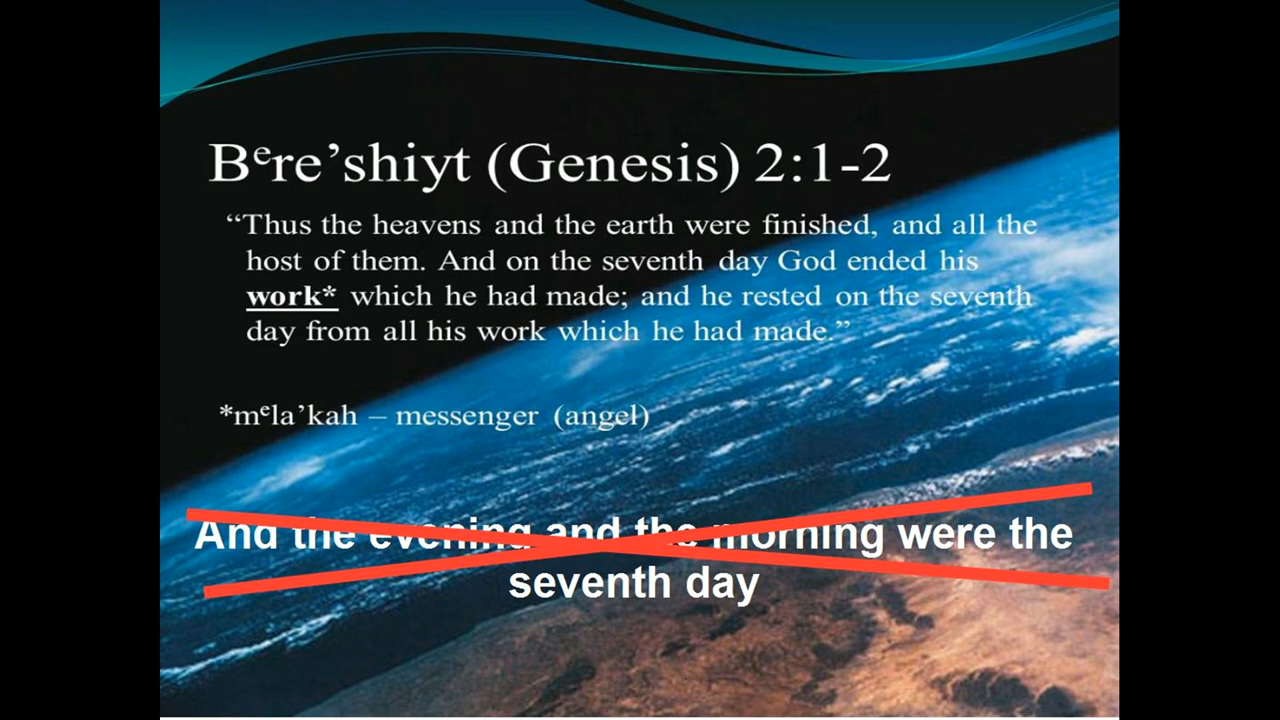 Bᵉre’shiyt (Genesis) 2:1-2
“Thus the heavens and the earth were finished, and all the
host of them. And on the seventh day God ended his
work* which he had made; and he rested on the seventh
day from all his work which he had made.”
*mᵉla’kah – messenger (angel)
And the evening and the morning were the
seventh day